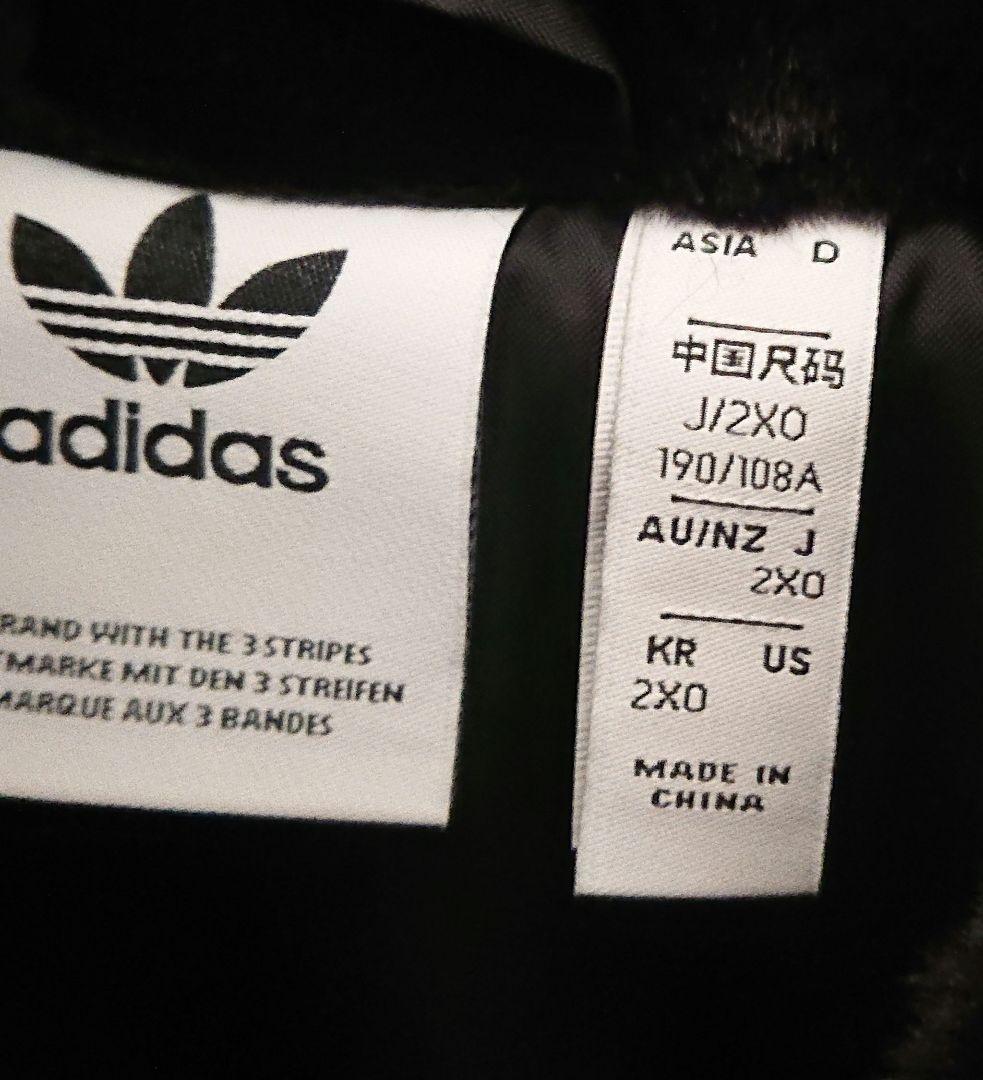 adidas
RAND WITH THE 3 STRIPES
MARKE MIT DEN 3 STREIFEN
MARQUE AUX 3 BANDES
ASIA D
中国尺码
J/2XO
190/108A
AU/NZ J
2XO
KR US
2XO
MADE IN
CHINA